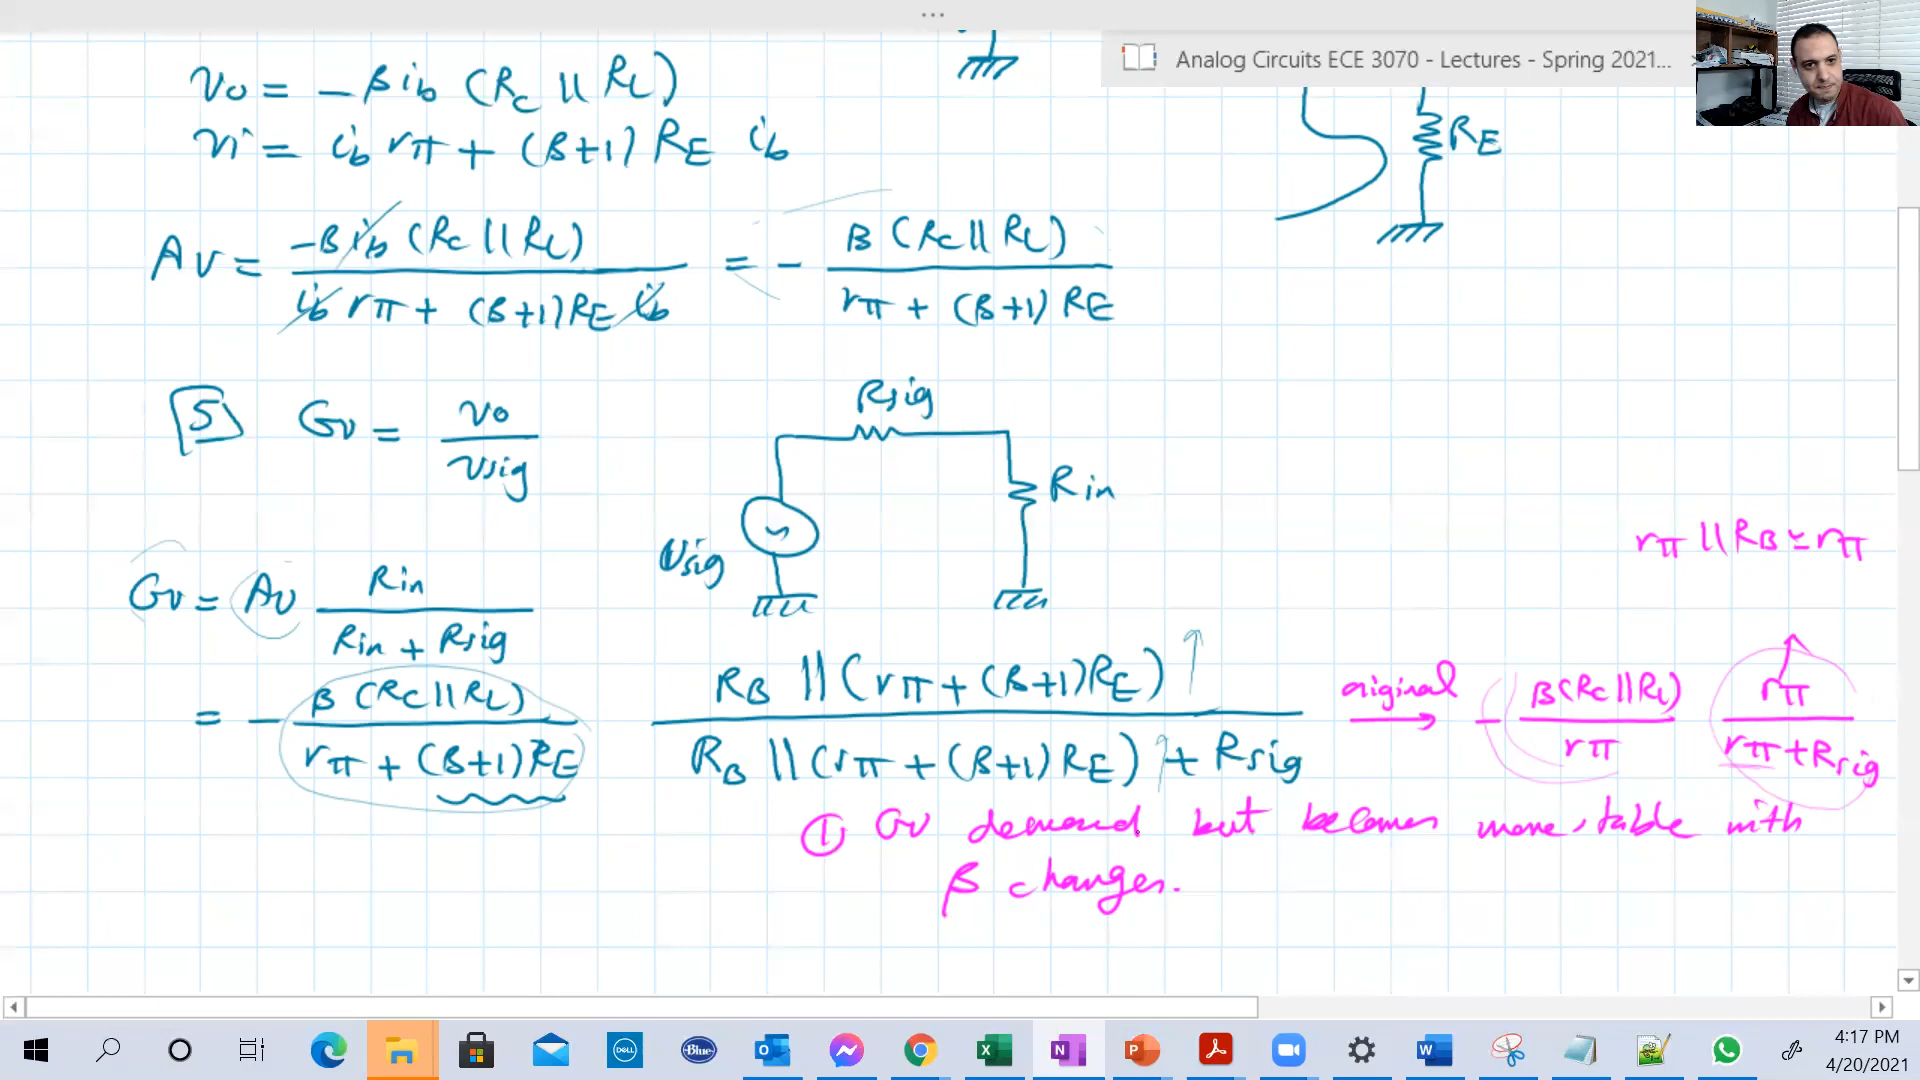 Analog Circuits ECE 3070 - Lectures - Spring 2021...
vo = - β ib (Rc || RL)
vi = ib rπ + (β+1) RE ib
RE
Av = -β ib (Rc || RL) / ib rπ + (β+1) RE ib = - β (Rc || RL) / rπ + (β+1) RE
5 Gv = vo / vsig
Rsig
Rin
vsig
rπ || RB ≃ rπ
Gv = Av Rin / Rin + Rsig
= - β (Rc || RL) / rπ + (β+1) RE RB || (rπ + (β+1) RE) ↑ / RB || (rπ + (β+1) RE) ↑ + Rsig original → - β (Rc || RL) / rπ rπ / rπ + Rsig
① Gv but becomes more stable with
β changes.
DELL
Blue
4:17 PM
4/20/2021